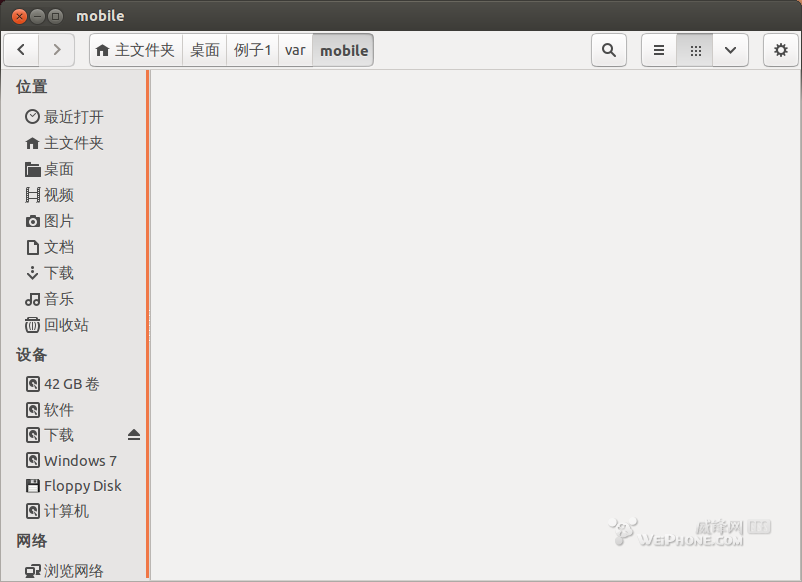 mobile
主文件夹 桌面 例子1 var mobile
位置
最近打开
主文件夹
桌面
视频
图片
文档
下载
音乐
回收站
设备
42 GB 卷
软件
下载
Windows 7
Floppy Disk
计算机
网络
浏览网络
威锋网
WEIPHONE.COM